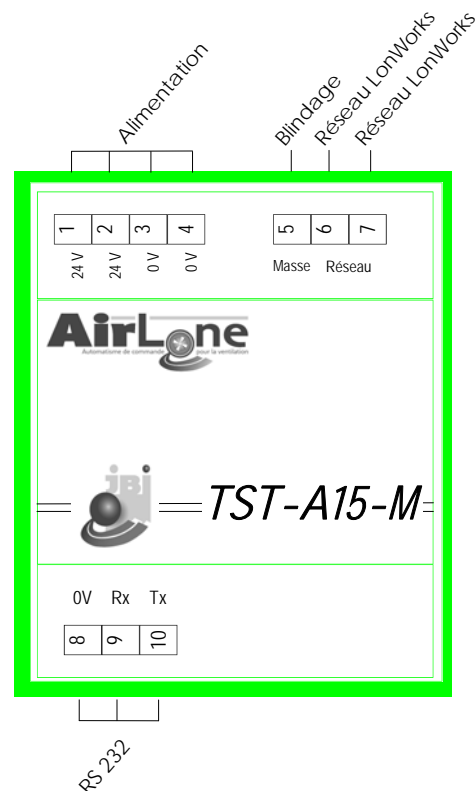 Alimentation
Blindage
Réseau LonWorks
Réseau LonWorks
1 2 3 4
5 6 7
24 V 24 V 0 V 0 V
Masse Réseau
AirLone
Automatisme de commande pour la ventilation
JBJ
TST-A15-M
0V Rx Tx
8 9 10
RS 232